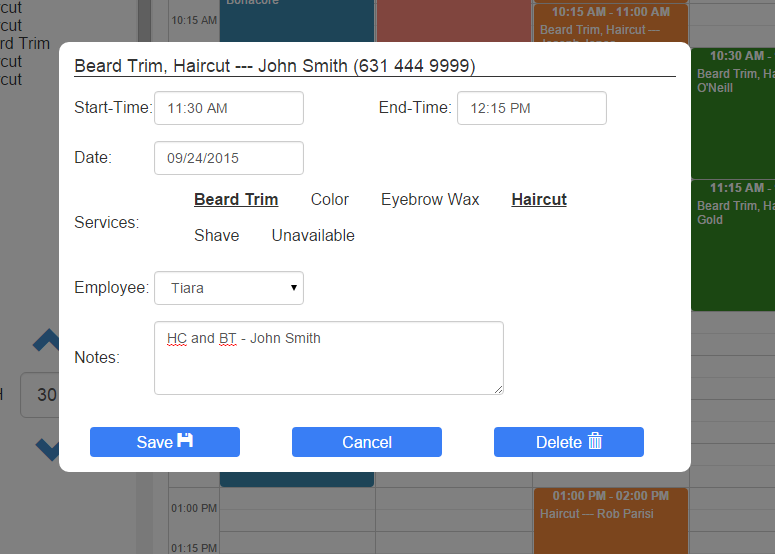 cut
cut
rd Trim
cut
cut
10:15 AM
Bonacore
10:15 AM - 11:00 AM
Beard Trim, Haircut —
10:30 AM -
Beard Trim, Ha
O'Neill
11:15 AM -
Beard Trim, Ha
Gold
Beard Trim, Haircut --- John Smith (631 444 9999)
Start-Time: 11:30 AM End-Time: 12:15 PM
Date: 09/24/2015
Services: Beard Trim Color Eyebrow Wax Haircut
Shave Unavailable
Employee: Tiara
Notes: HC and BT - John Smith
Save Cancel Delete
30
01:00 PM
01:00 PM - 02:00 PM
Haircut — Rob Parisi
01:15 PM